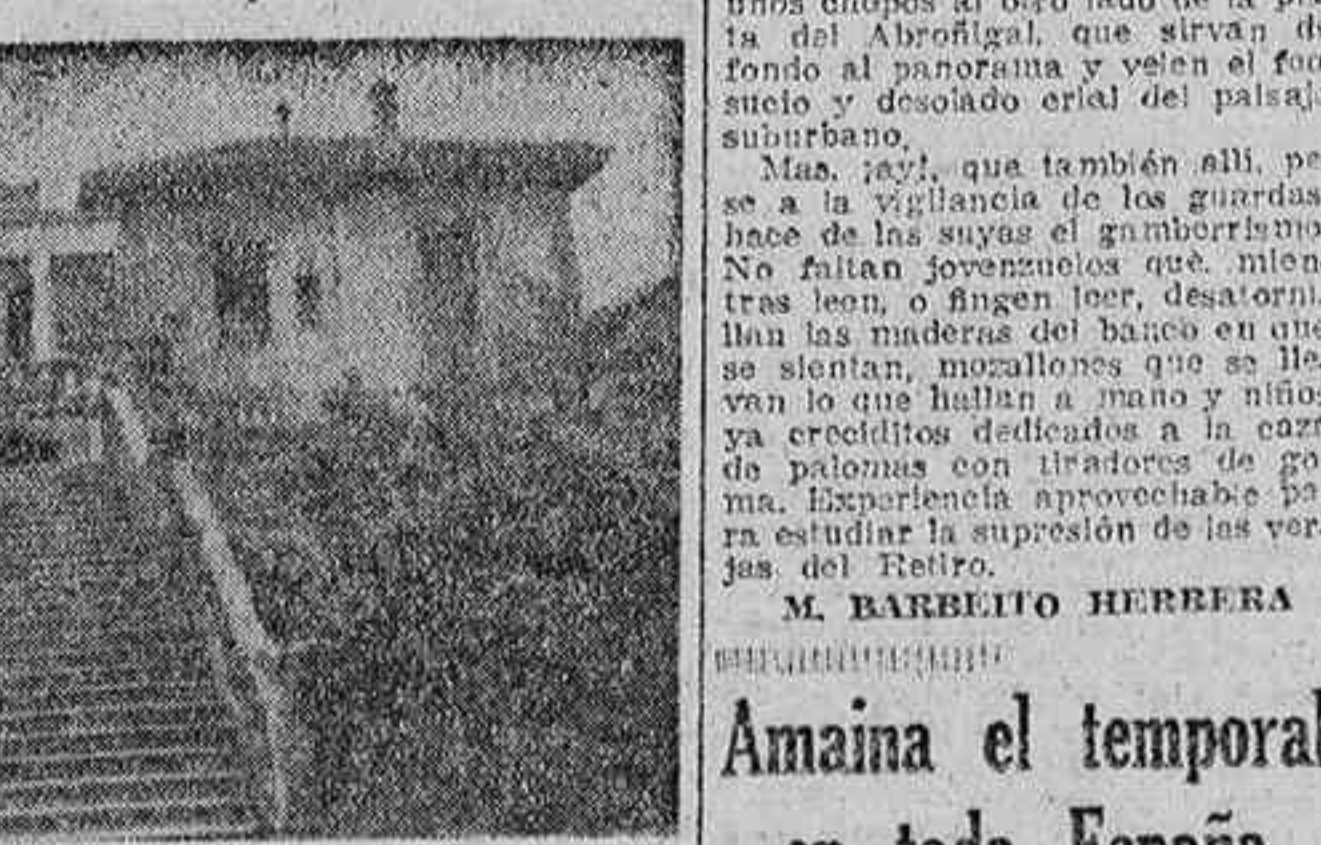 unos chopos al otro lado de la
ta del Abroñigal, que sirvan d
fondo al panorama y velen el
sucio y desolado erial del paisaj
suburbano.
Mas, ¡ay!, que también allí, pe
se a la vigilancia de los guardas
hace de las suyas el gamberrismo
No faltan jovenzuelos que, mien
tras leen, o fingen leer, desatorni
llan las maderas del banco en que
se sientan, mozallones que se lle
van lo que hallan a mano y niños
ya creciditos dedicados a la caza
de palomas con tiradores de go
ma. Experiencia aprovechable pa
ra estudiar la supresión de las ver
jas del Retiro.
M. BARBEITO HERRERA
Amaina el temporal
en toda España